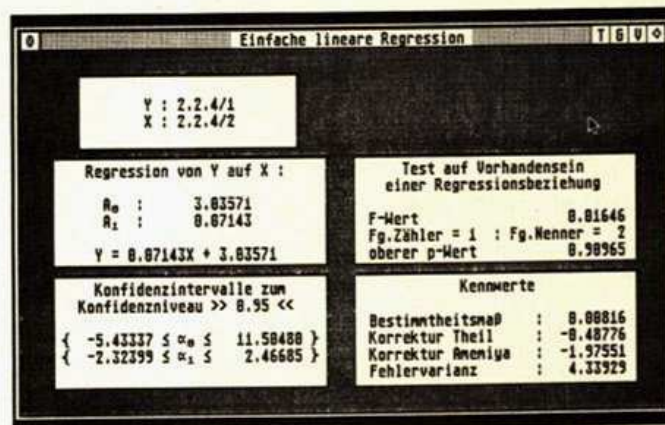 Einfache lineare Regression
T G V
Y : 2.2.4/1
X : 2.2.4/2
Regression von Y auf X :
A₀ : 3.03571
A₁ : 0.07143
Y = 0.07143X + 3.03571
Test auf Vorhandensein
einer Regressionsbeziehung
F-Wert 0.01646
Fg.Zähler = 1 : Fg.Nenner = 2
oberer p-Wert 0.90965
Konfidenzintervalle zum
Konfidenzniveau >> 0.95 <<
{ -5.43337 ≤ α₀ ≤ 11.50480 }
{ -2.32399 ≤ α₁ ≤ 2.46685 }
Kennwerte
Bestimmtheitsmaß : 0.00816
Korrektur Theil : -0.48776
Korrektur Amemiya : -1.97551
Fehlervarianz : 4.33929